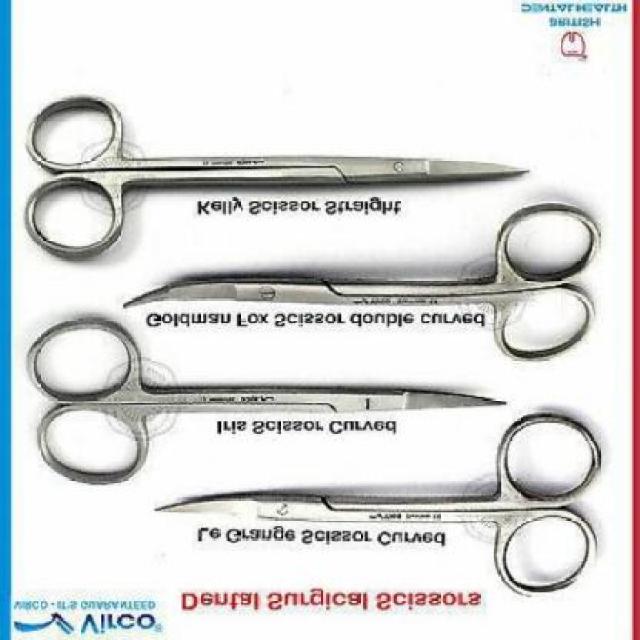 Virco®
VIRCO - IT'S GUARANTEED
Dental Surgical Scissors
Le Grange Scissor Curved
Iris Scissor Curved
Goldman Fox Scissor double curved
Kelly Scissor Straight
BRITISH
DENTALHEALTH